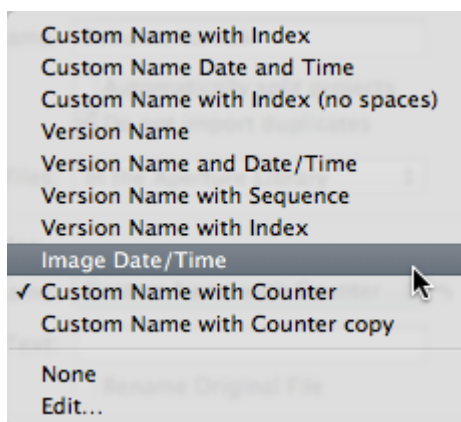 Custom Name with Index
Custom Name Date and Time
Custom Name with Index (no spaces)
Version Name
Version Name and Date/Time
Version Name with Sequence
Version Name with Index
Image Date/Time
✓ Custom Name with Counter
Custom Name with Counter copy
None
Edit...